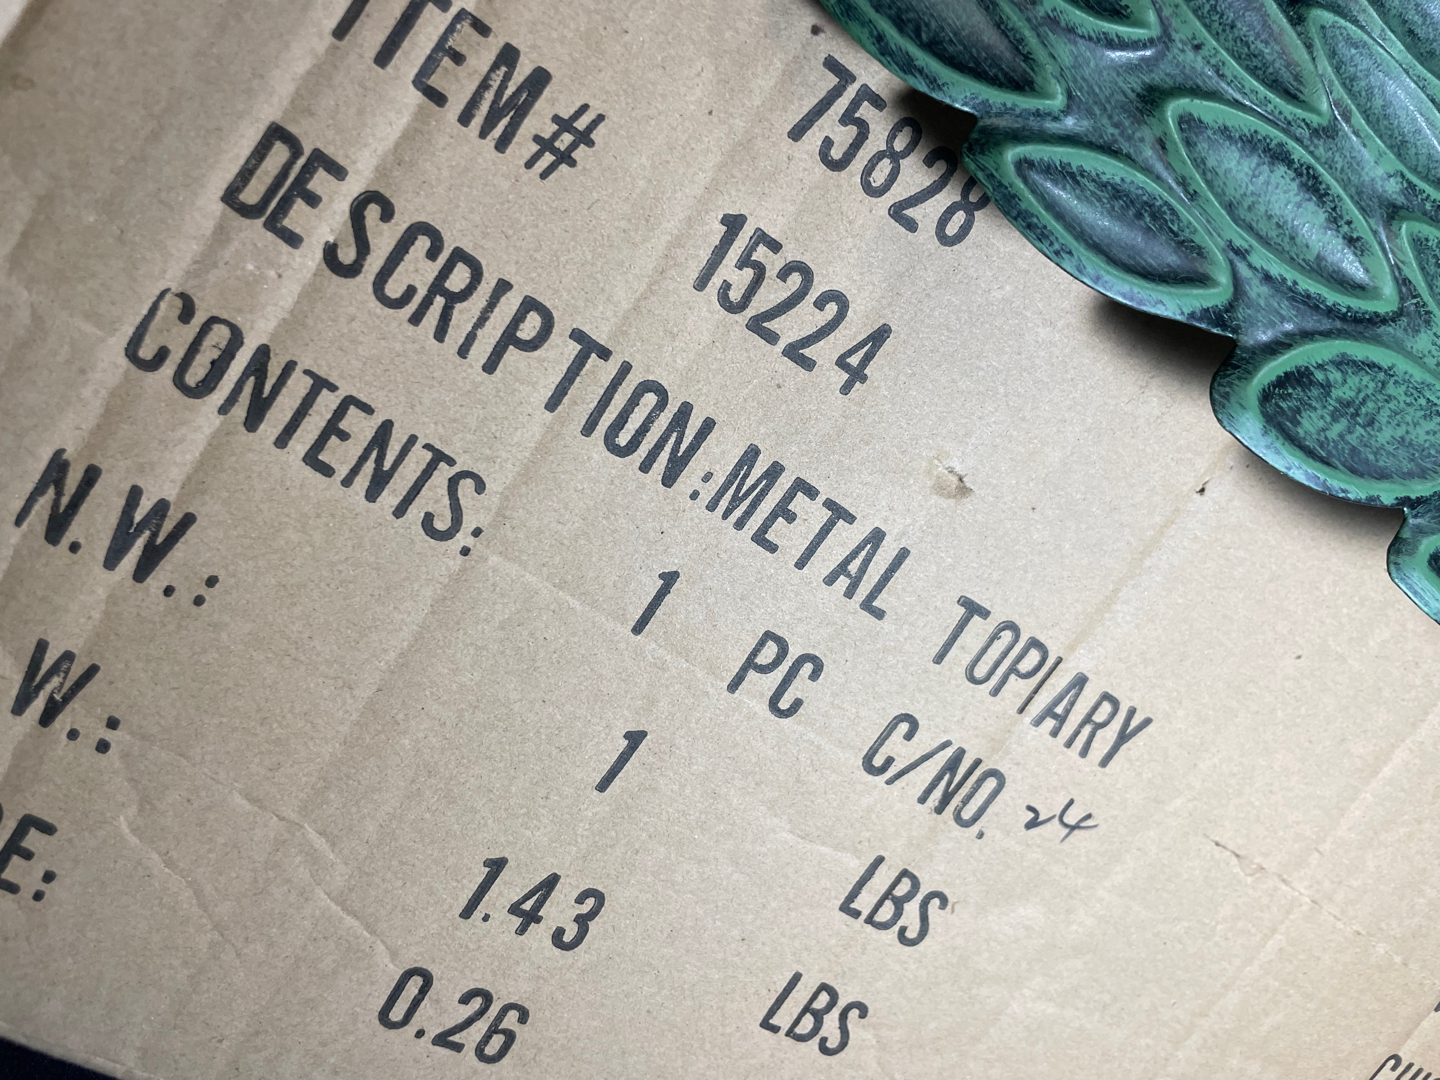 75828
ITEM# 15224
DESCRIPTION:METAL TOPIARY
CONTENTS: 1 PC C/NO. 24
N.W.: 1 LBS
W.: 1.43 LBS
E: 0.26